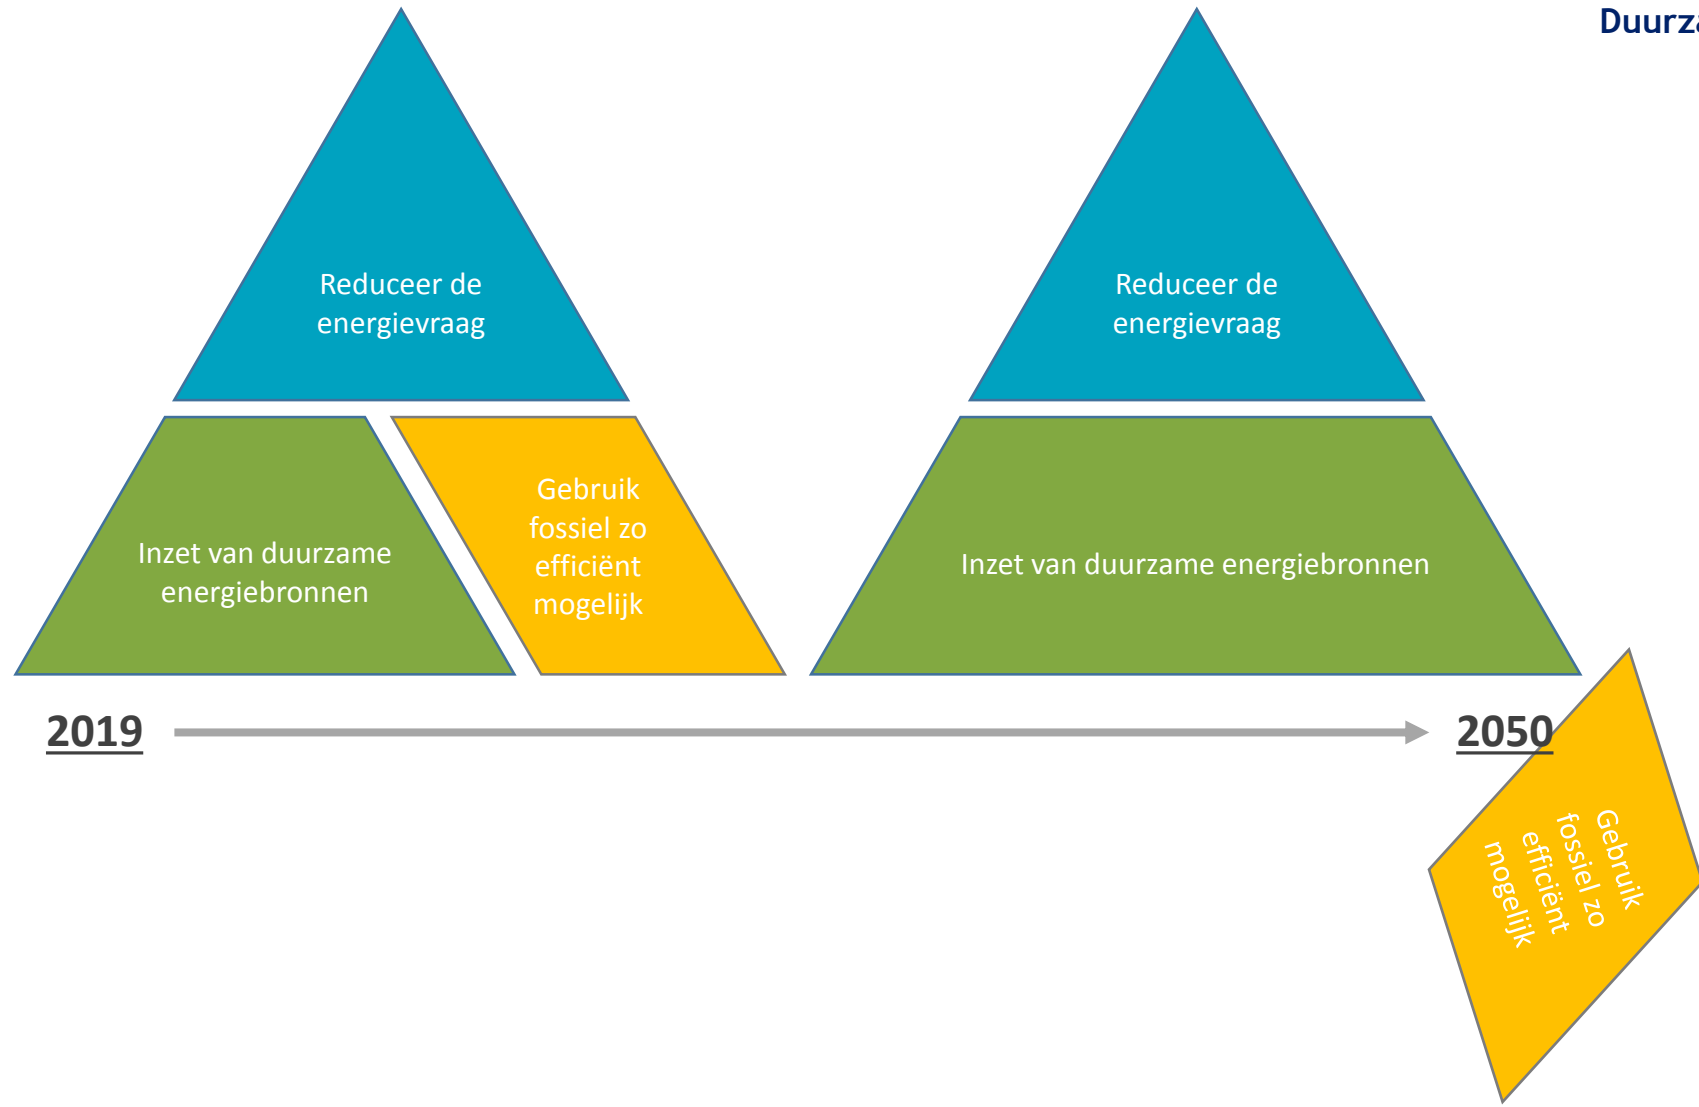 Duurza
Reduceer de
energievraag
Inzet van duurzame
energiebronnen
Gebruik
fossiel zo
efficiënt
mogelijk
Reduceer de
energievraag
Inzet van duurzame energiebronnen
2019
2050
Gebruik
fossiel zo
efficiënt
mogelijk